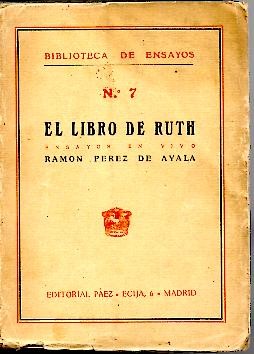 BIBLIOTECA DE ENSAYOS
N.º 7
EL LIBRO DE RUTH
ENSAYOS EN VIVO
RAMON PEREZ DE AYALA
EDITORIAL PÁEZ • ECIJA, 6 • MADRID